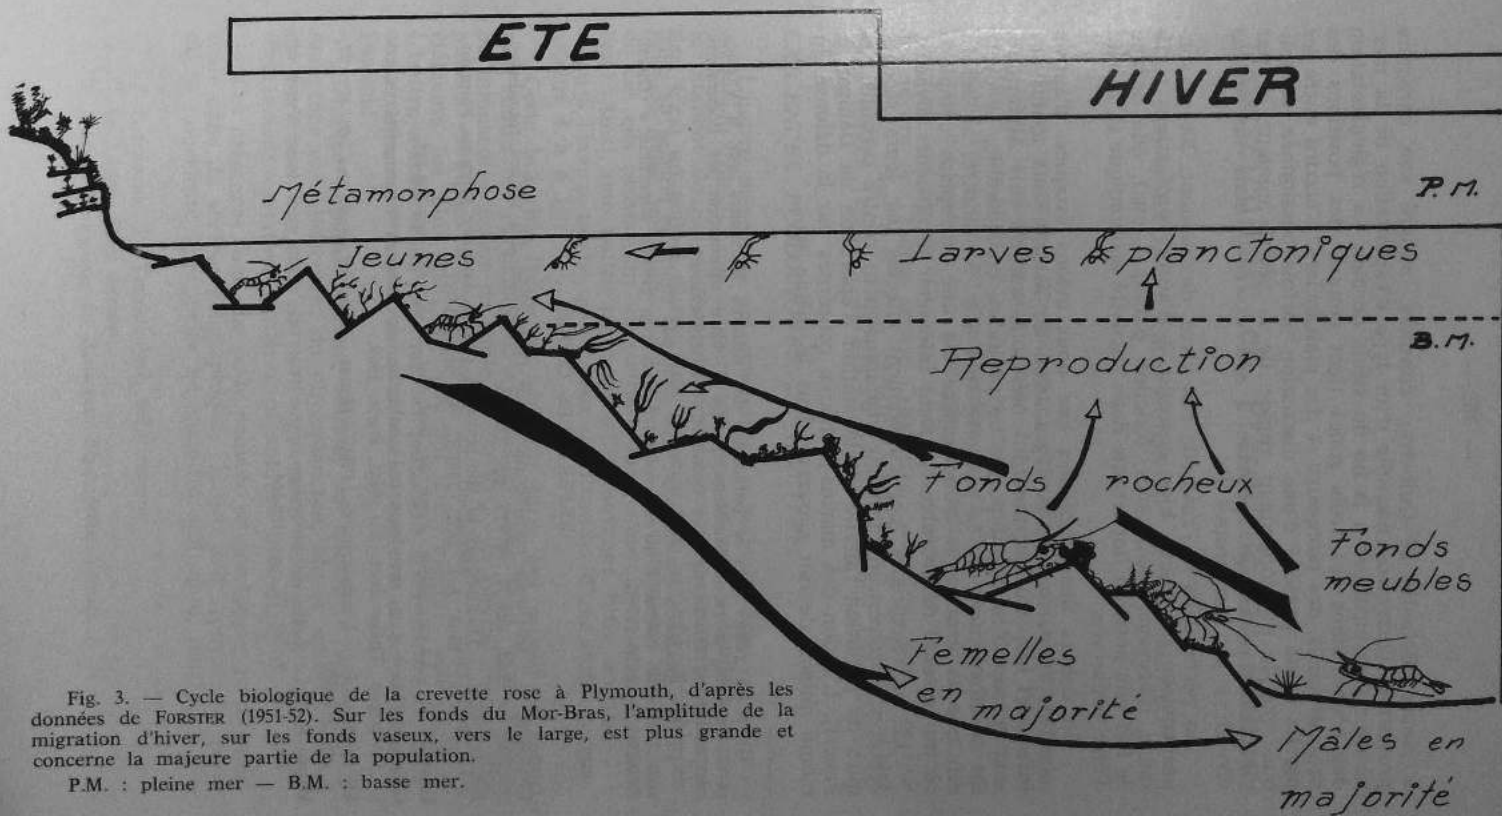 ETE
HIVER
Métamorphose
P.M.
Jeunes
Larves planctoniques
B.M.
Reproduction
Fonds rocheux
Fonds
meubles
Femelles
en
majorité
Mâles en
majorité
Fig. 3. — Cycle biologique de la crevette rose à Plymouth, d'après les
données de FORSTER (1951-52). Sur les fonds du Mor-Bras, l'amplitude de la
migration d'hiver, sur les fonds vaseux, vers le large, est plus grande et
concerne la majeure partie de la population.
P.M. : pleine mer — B.M. : basse mer.